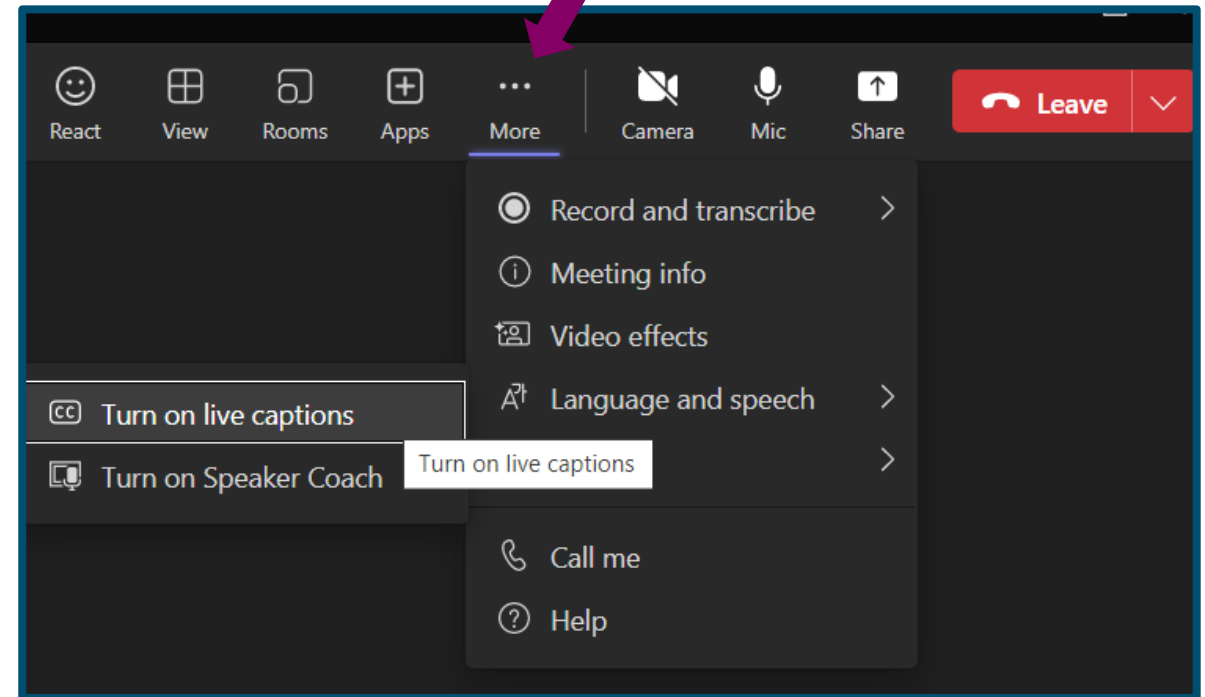 React View Rooms Apps More Camera Mic Share Leave
Record and transcribe
Meeting info
Video effects
Language and speech
CC Turn on live captions
Turn on Speaker Coach
Turn on live captions
Call me
Help